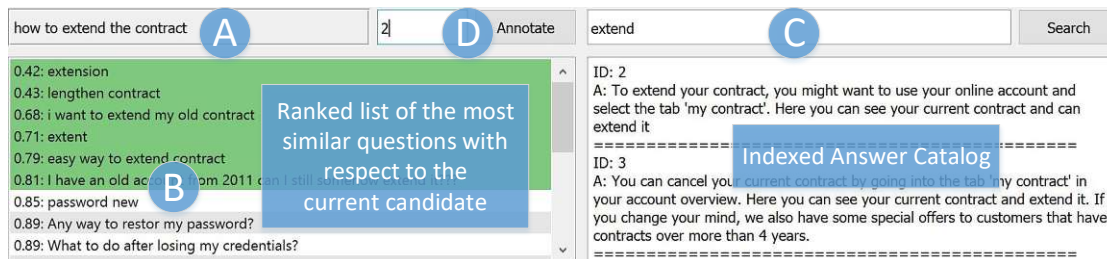 how to extend the contract
A
2
D
Annotate
extend
C
Search
0.42: extension
0.43: lengthen contract
0.68: i want to extend my old contract
0.71: extent
0.79: easy way to extend contract
0.81: I have an old from 2011 can I still
0.85: password new
0.89: Any way to restor my password?
0.89: What to do after losing my credentials?
B
Ranked list of the most
similar questions with
respect to the
current candidate
ID: 2
A: To extend your contract, you might want to use your online account and
select the tab 'my contract'. Here you can see your current contract and can
extend it
==================================================
Indexed Answer Catalog
ID: 3
A: You can cancel your current contract by going into the tab 'my contract' in
your account overview. Here you can see your current contract and extend it. If
you change your mind, we also have some special offers to customers that have
contracts over more than 4 years.
==================================================